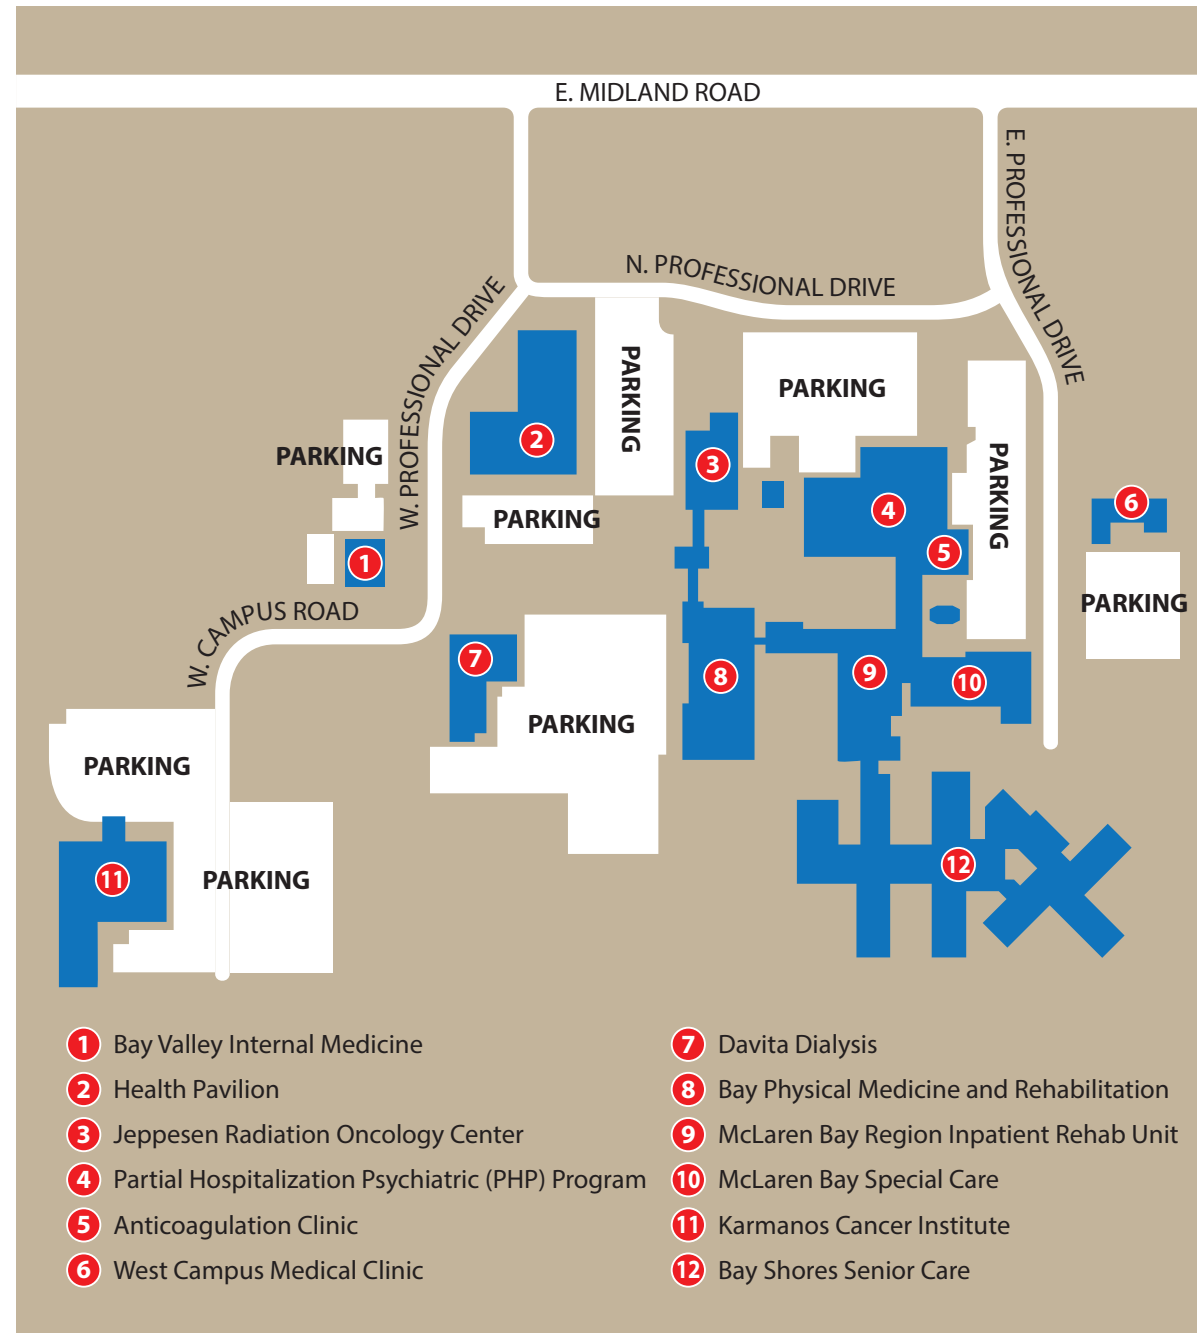 E. MIDLAND ROAD
E. PROFESSIONAL DRIVE
N. PROFESSIONAL DRIVE
W. PROFESSIONAL DRIVE
PARKING
PARKING
PARKING
2
PARKING
3
PARKING
4
6
PARKING
5
1
PARKING
W. CAMPUS ROAD
7
8
9
10
PARKING
PARKING
12
11
PARKING
1 Bay Valley Internal Medicine
2 Health Pavilion
3 Jeppesen Radiation Oncology Center
4 Partial Hospitalization Psychiatric (PHP) Program
5 Anticoagulation Clinic
6 West Campus Medical Clinic
7 Davita Dialysis
8 Bay Physical Medicine and Rehabilitation
9 McLaren Bay Region Inpatient Rehab Unit
10 McLaren Bay Special Care
11 Karmanos Cancer Institute
12 Bay Shores Senior Care